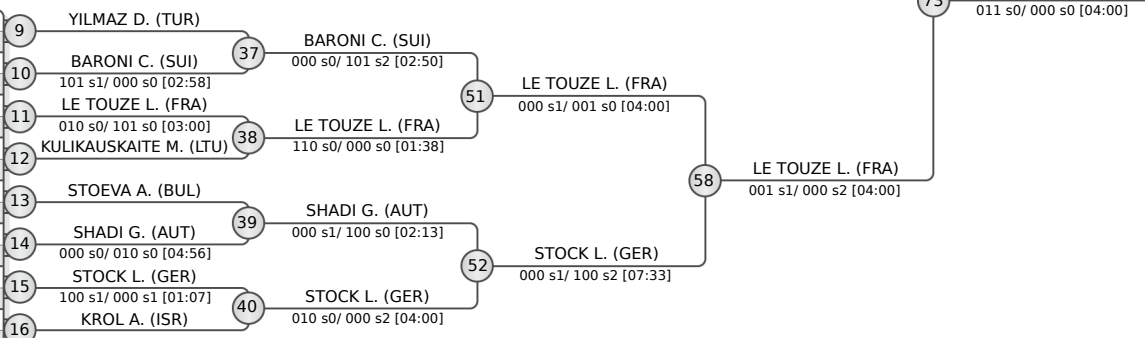 73
011 s0/ 000 s0 [04:00]
9
YILMAZ D. (TUR)
37
BARONI C. (SUI)
000 s0/ 101 s2 [02:50]
10
BARONI C. (SUI)
101 s1/ 000 s0 [02:58]
51
LE TOUZE L. (FRA)
000 s1/ 001 s0 [04:00]
11
LE TOUZE L. (FRA)
010 s0/ 101 s0 [03:00]
38
LE TOUZE L. (FRA)
110 s0/ 000 s0 [01:38]
12
KULIKAUSKAITE M. (LTU)
58
LE TOUZE L. (FRA)
001 s1/ 000 s2 [04:00]
13
STOEVA A. (BUL)
39
SHADI G. (AUT)
000 s1/ 100 s0 [02:13]
14
SHADI G. (AUT)
000 s0/ 010 s0 [04:56]
52
STOCK L. (GER)
000 s1/ 100 s2 [07:33]
15
STOCK L. (GER)
100 s1/ 000 s1 [01:07]
40
STOCK L. (GER)
010 s0/ 000 s2 [04:00]
16
KROL A. (ISR)